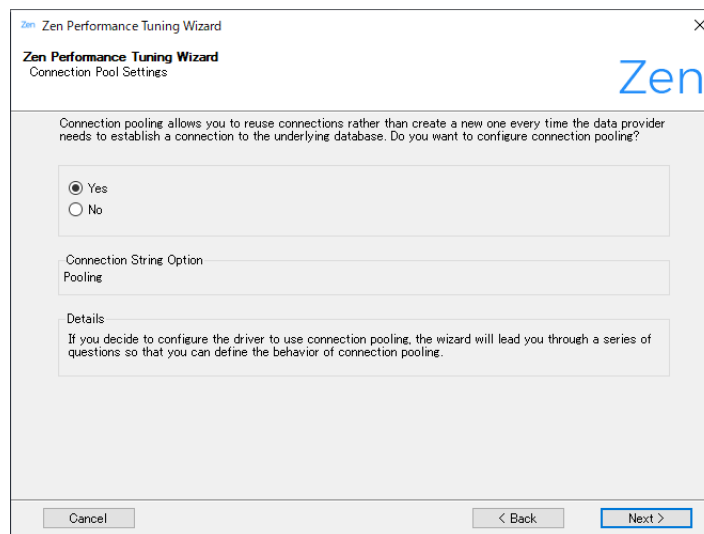 Zen Zen Performance Tuning Wizard
Zen Performance Tuning Wizard
Connection Pool Settings
Zen
Connection pooling allows you to reuse connections rather than create a new one every time the data provider
needs to establish a connection to the underlying database. Do you want to configure connection pooling?
Yes
No
Connection String Option
Pooling
Details
If you decide to configure the driver to use connection pooling, the wizard will lead you through a series of
questions so that you can define the behavior of connection pooling.
Cancel
< Back
Next >